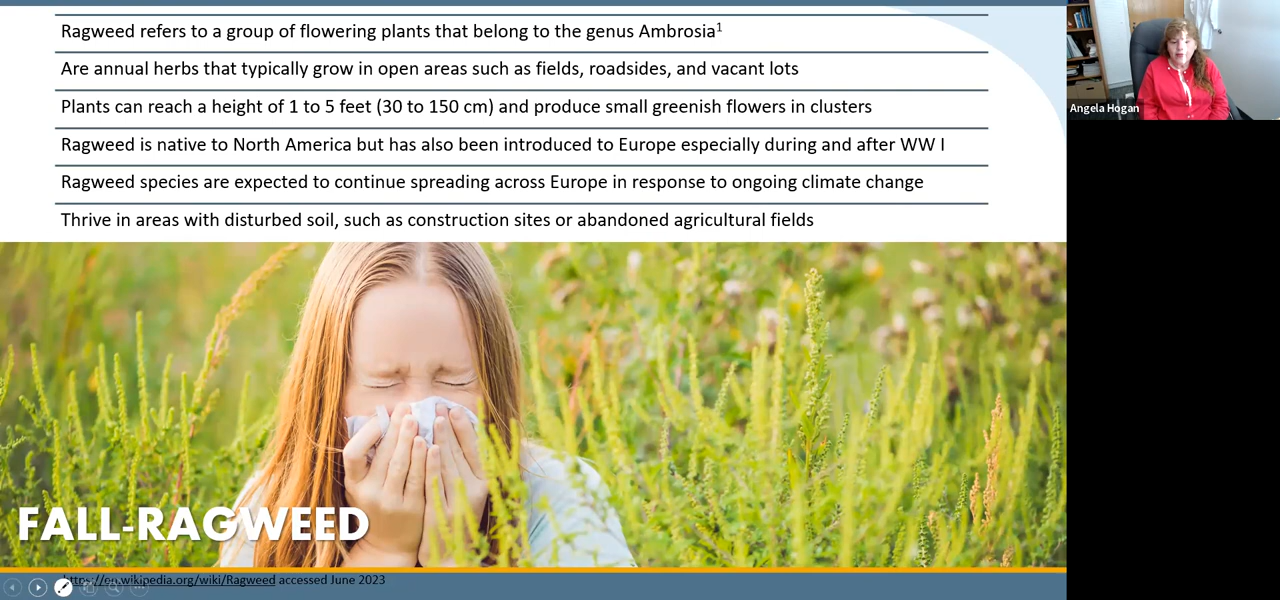 Ragweed refers to a group of flowering plants that belong to the genus Ambrosia¹
Are annual herbs that typically grow in open areas such as fields, roadsides, and vacant lots
Plants can reach a height of 1 to 5 feet (30 to 150 cm) and produce small greenish flowers in clusters
Ragweed is native to North America but has also been introduced to Europe especially during and after WW I
Ragweed species are expected to continue spreading across Europe in response to ongoing climate change
Thrive in areas with disturbed soil, such as construction sites or abandoned agricultural fields
FALL-RAGWEED
https://en.wikipedia.org/wiki/Ragweed accessed June 2023
Angela Hogan